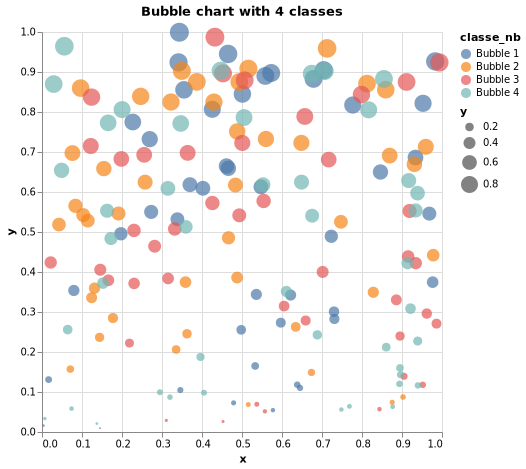 Bubble chart with 4 classes
classe_nb
Bubble 1
Bubble 2
Bubble 3
Bubble 4
y
0.2
0.4
0.6
0.8
1.0
0.9
0.8
0.7
0.6
0.5
0.4
0.3
0.2
0.1
0.0
y
0.0 0.1 0.2 0.3 0.4 0.5 0.6 0.7 0.8 0.9 1.0
x